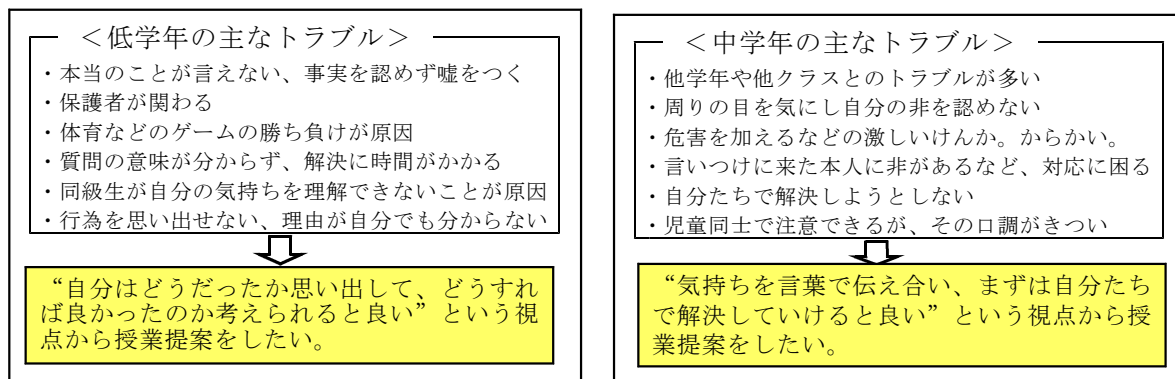 ＜低学年の主なトラブル＞
・本当のことが言えない、事実を認めず嘘をつく
・保護者が関わる
・体育などのゲームの勝ち負けが原因
・質問の意味が分からず、解決に時間がかかる
・同級生が自分の気持ちを理解できないことが原因
・行為を思い出せない、理由が自分でも分からない
“自分はどうだったか思い出して、どうすれ
ば良かったのか考えられると良い”という視
点から授業提案をしたい。
＜中学年の主なトラブル＞
・他学年や他クラスとのトラブルが多い
・周りの目を気にし自分の非を認めない
・危害を加えるなどの激しいけんか。からかい。
・言いつけに来た本人に非があるなど、対応に困る
・自分たちで解決しようとしない
・児童同士で注意できるが、その口調がきつい
“気持ちを言葉で伝え合い、まずは自分たち
で解決していけると良い”という視点から授
業提案をしたい。